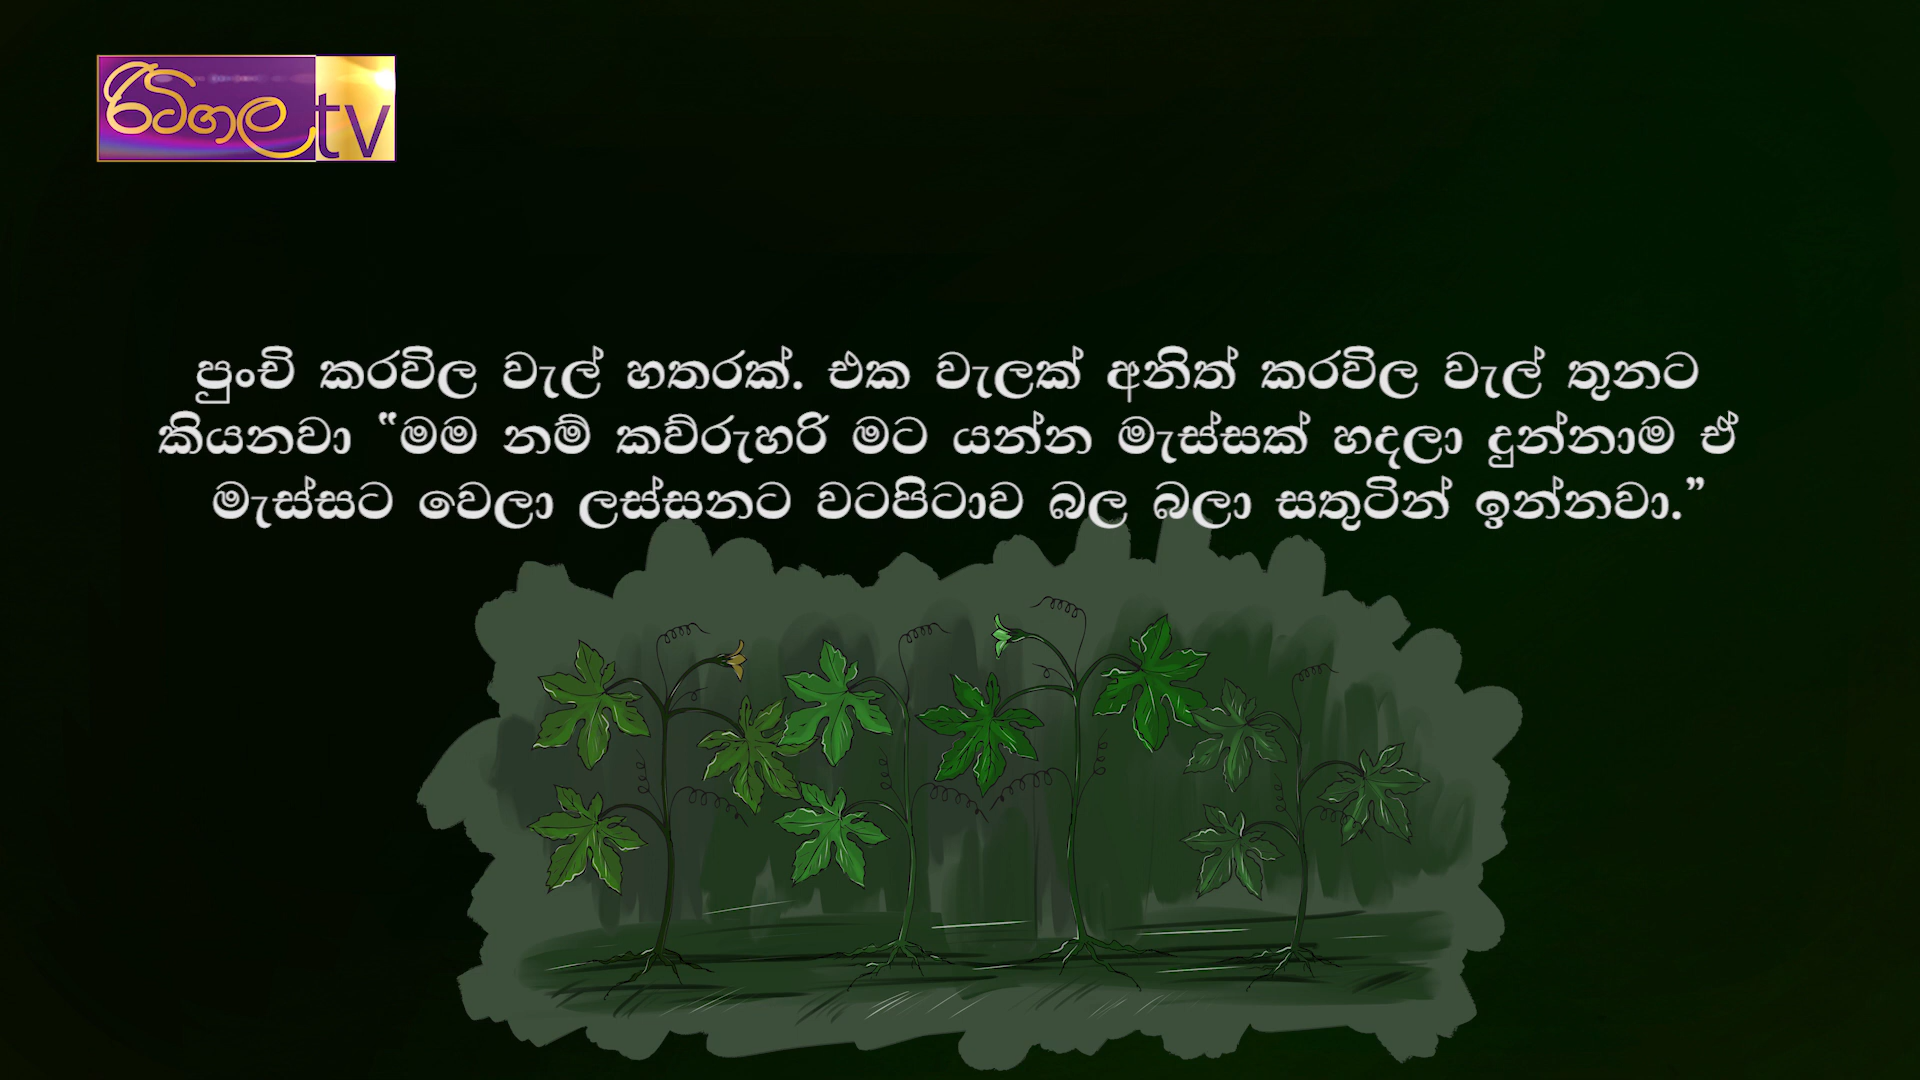 රිටිගල tv
පුංචි කරවිල වැල් හතරක්. එක වැලක් අනිත් කරවිල වැල් තුනට
කියනවා “මම නම් කව්රුහරි මට යන්න මැස්සක් හදලා දුන්නාම ඒ
මැස්සට වෙලා ලස්සනට වටපිටාව බල බලා සතුටින් ඉන්නවා.”